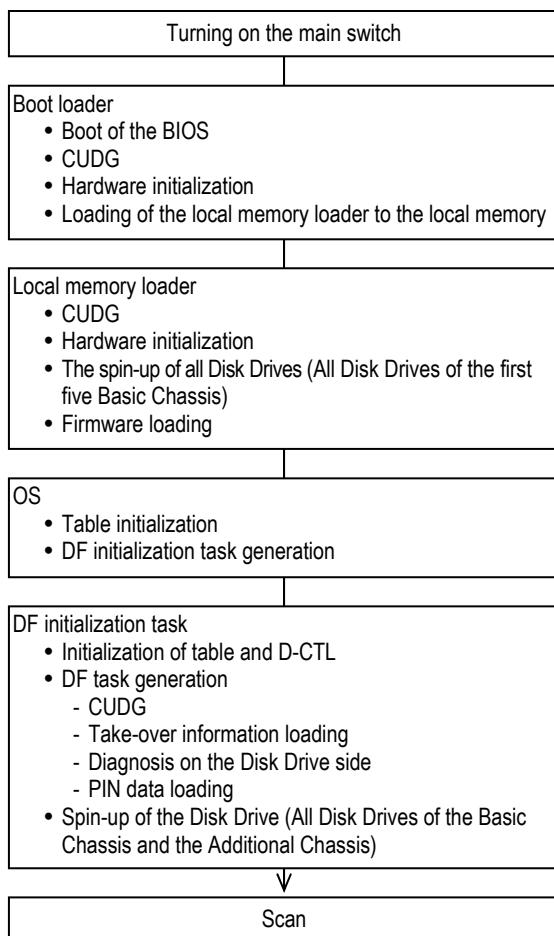 Turning on the main switch
Boot loader
• Boot of the BIOS
• CUDG
• Hardware initialization
• Loading of the local memory loader to the local memory
Local memory loader
• CUDG
• Hardware initialization
• The spin-up of all Disk Drives (All Disk Drives of the first
five Basic Chassis)
• Firmware loading
OS
• Table initialization
• DF initialization task generation
DF initialization task
• Initialization of table and D-CTL
• DF task generation
- CUDG
- Take-over information loading
- Diagnosis on the Disk Drive side
- PIN data loading
• Spin-up of the Disk Drive (All Disk Drives of the Basic
Chassis and the Additional Chassis)
Scan